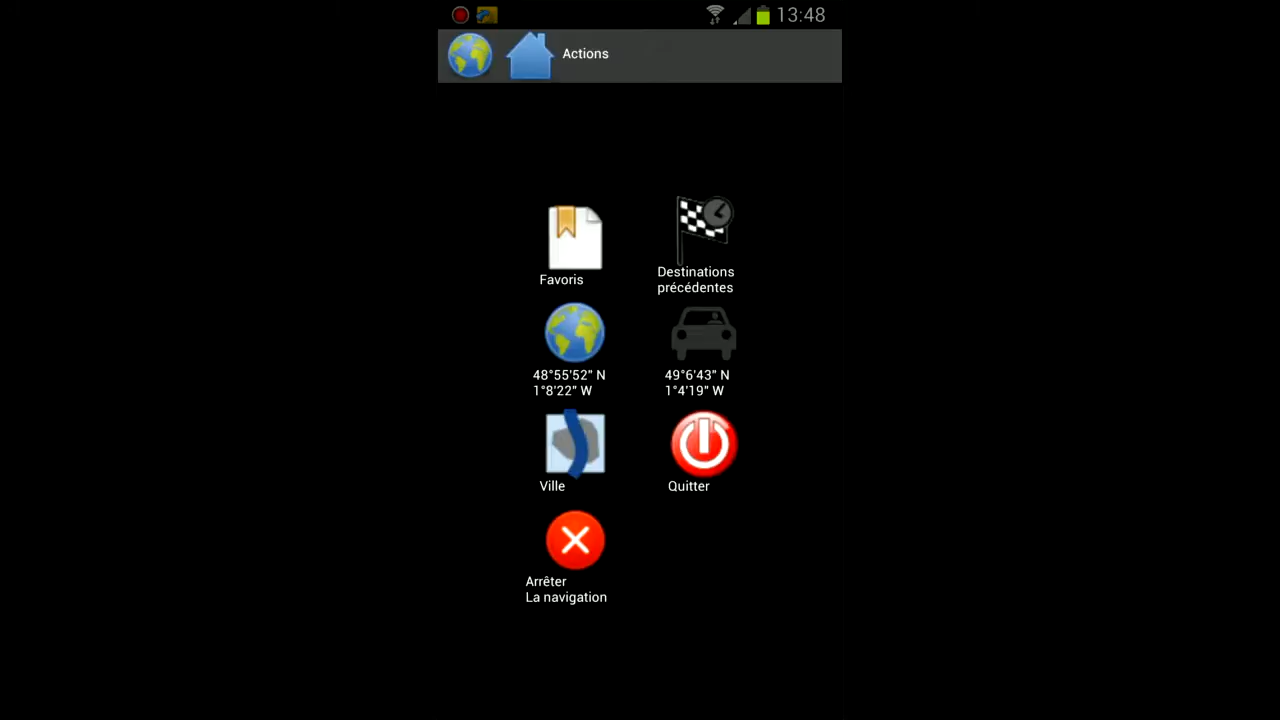 13:48
Actions
Favoris
Destinations
précédentes
48°55'52" N
1°8'22" W
49°6'43" N
1°4'19" W
Ville
Quitter
Arrêter
La navigation